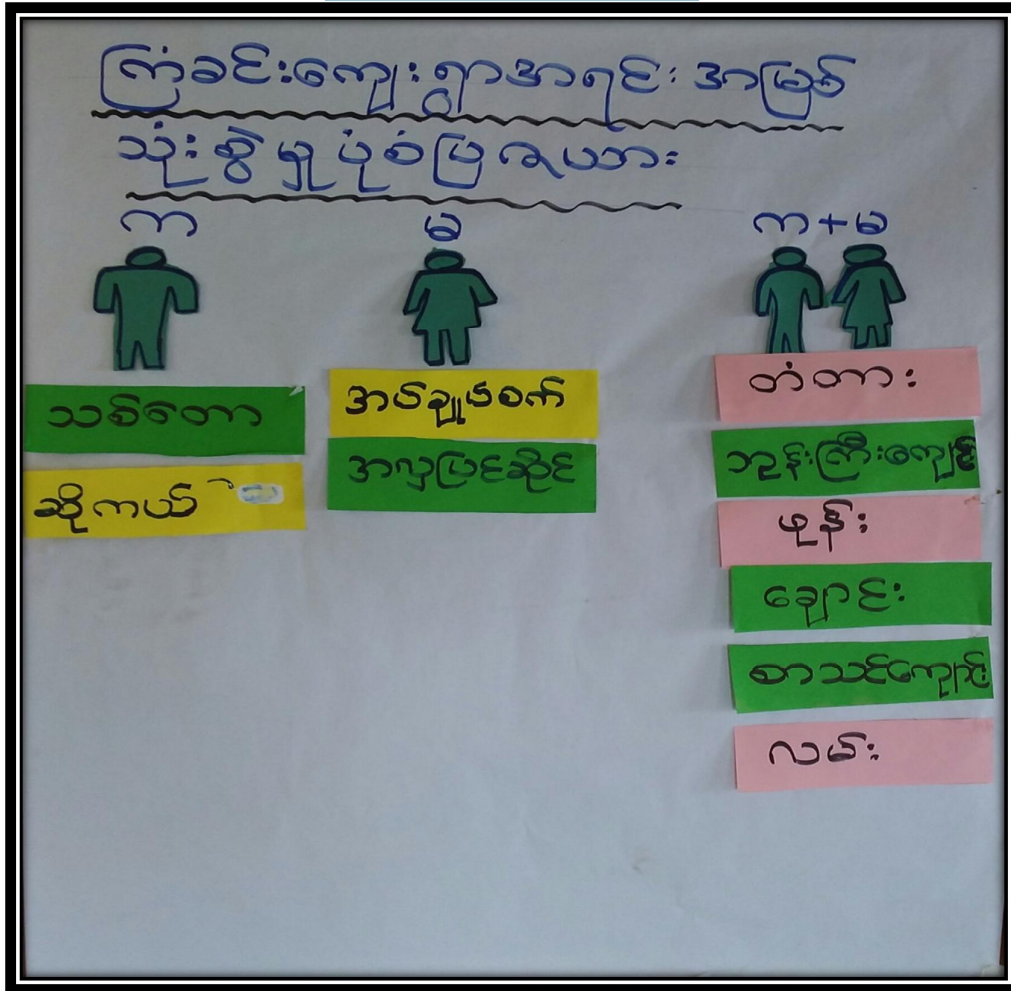 ကြံခင်းကျေးရွာအရင်းအမြစ်
သုံးစွဲမှုပုံစံပြဇယား
က
မ
က+မ
သစ်တော
ဆိုကယ်
အပ်ချုပ်စက်
အလှပြင်ဆိုင်
တံတား
ဘုန်းကြီးကျောင်း
ဖုန်း
ချောင်း
စာသင်ကျောင်း
လမ်း